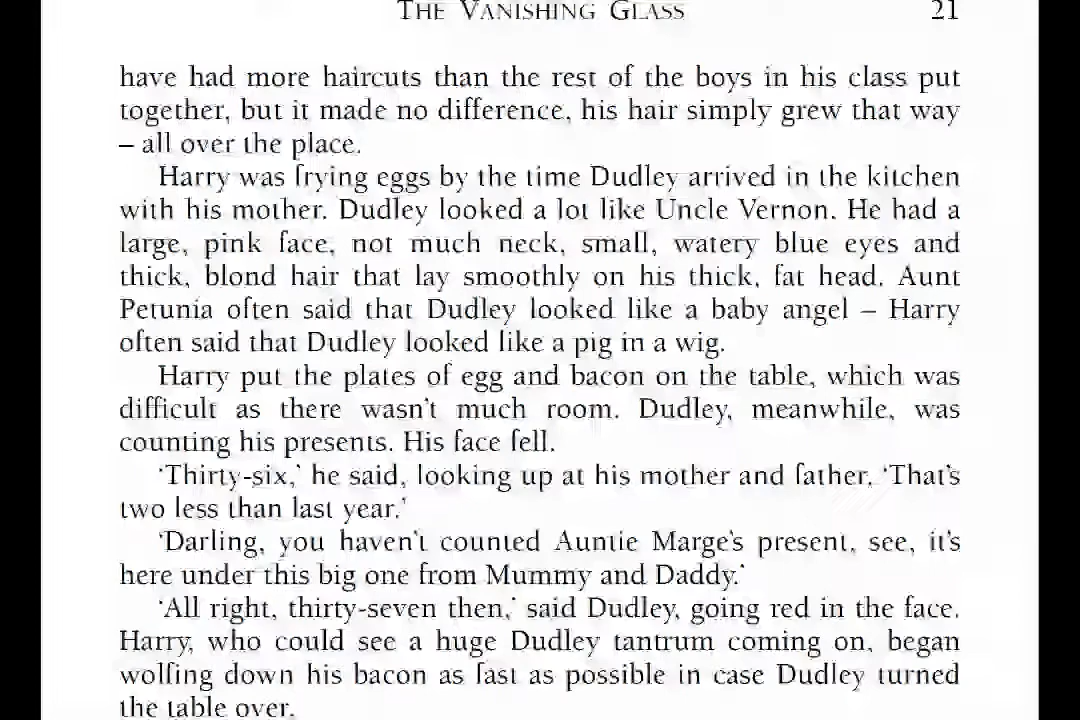 THE VANISHING GLASS 21
have had more haircuts than the rest of the boys in his class put
together, but it made no difference, his hair simply grew that way
– all over the place.
Harry was frying eggs by the time Dudley arrived in the kitchen
with his mother. Dudley looked a lot like Uncle Vernon. He had a
large, pink face, not much neck, small, watery blue eyes and
thick, blond hair that lay smoothly on his thick, fat head. Aunt
Petunia often said that Dudley looked like a baby angel – Harry
often said that Dudley looked like a pig in a wig.
Harry put the plates of egg and bacon on the table, which was
difficult as there wasn't much room. Dudley, meanwhile, was
counting his presents. His face fell.
‘Thirty-six,’ he said, looking up at his mother and father. ‘That's
two less than last year.’
‘Darling, you haven't counted Auntie Marge's present, see, it's
here under this big one from Mummy and Daddy.’
‘All right, thirty-seven then,’ said Dudley, going red in the face.
Harry, who could see a huge Dudley tantrum coming on, began
wolfing down his bacon as fast as possible in case Dudley turned
the table over.